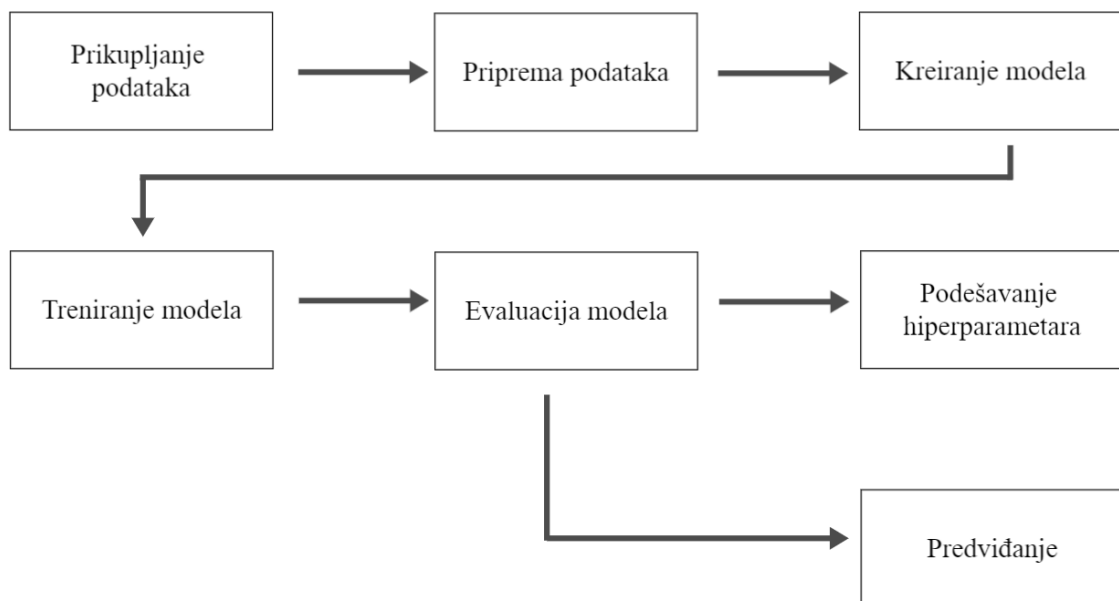 Prikupljanje
podataka
Priprema podataka
Kreiranje modela
Treniranje modela
Evaluacija modela
Podešavanje
hiperparametara
Predviđanje